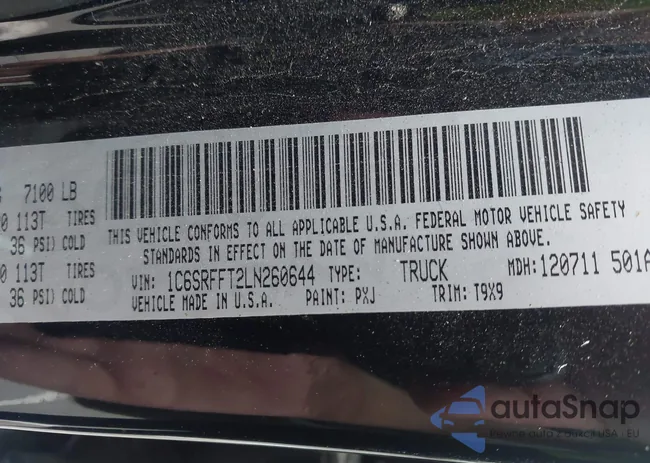 7100 LB
113T TIRES
36 PSI) COLD
113T TIRES
36 PSI) COLD
THIS VEHICLE CONFORMS TO ALL APPLICABLE U.S.A. FEDERAL MOTOR VEHICLE SAFETY
STANDARDS IN EFFECT ON THE DATE OF MANUFACTURE SHOWN ABOVE.
VIN: 1C6SRFFT2LN260644 TYPE: TRUCK MDH:120711 501A
VEHICLE MADE IN U.S.A. PAINT: PXJ TRIM: T9X9
autaSnap